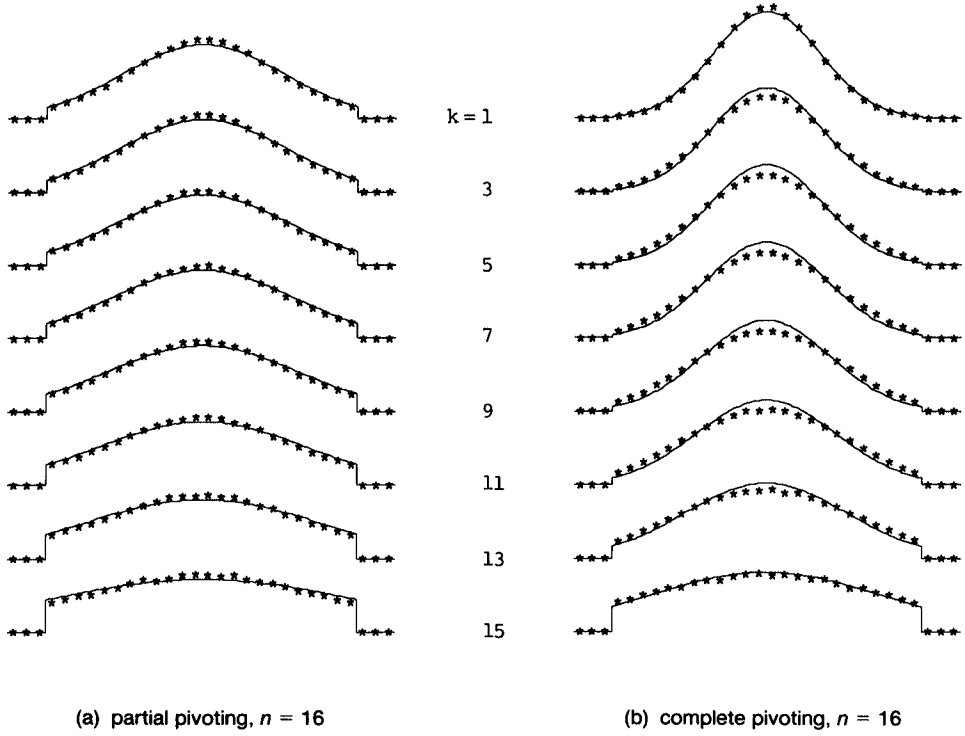 k = 1
3
5
7
9
11
13
15
(a) partial pivoting, n = 16
(b) complete pivoting, n = 16